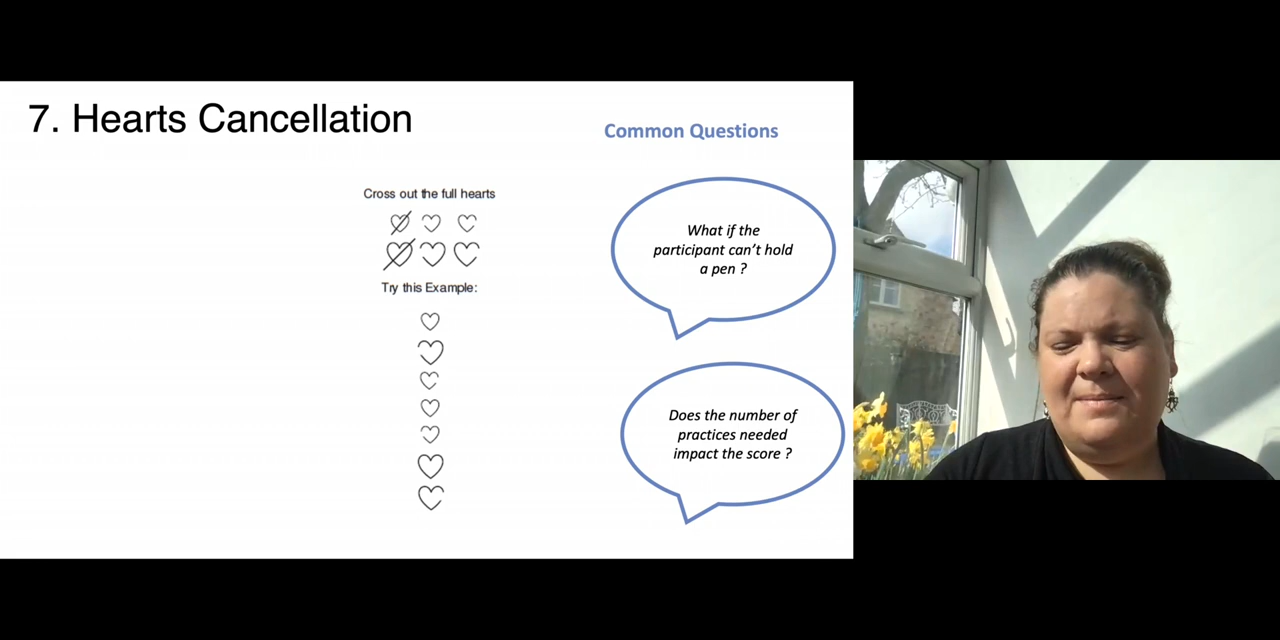 7. Hearts Cancellation
Common Questions
Cross out the full hearts
Try this Example:
What if the
participant can't hold
a pen ?
Does the number of
practices needed
impact the score ?